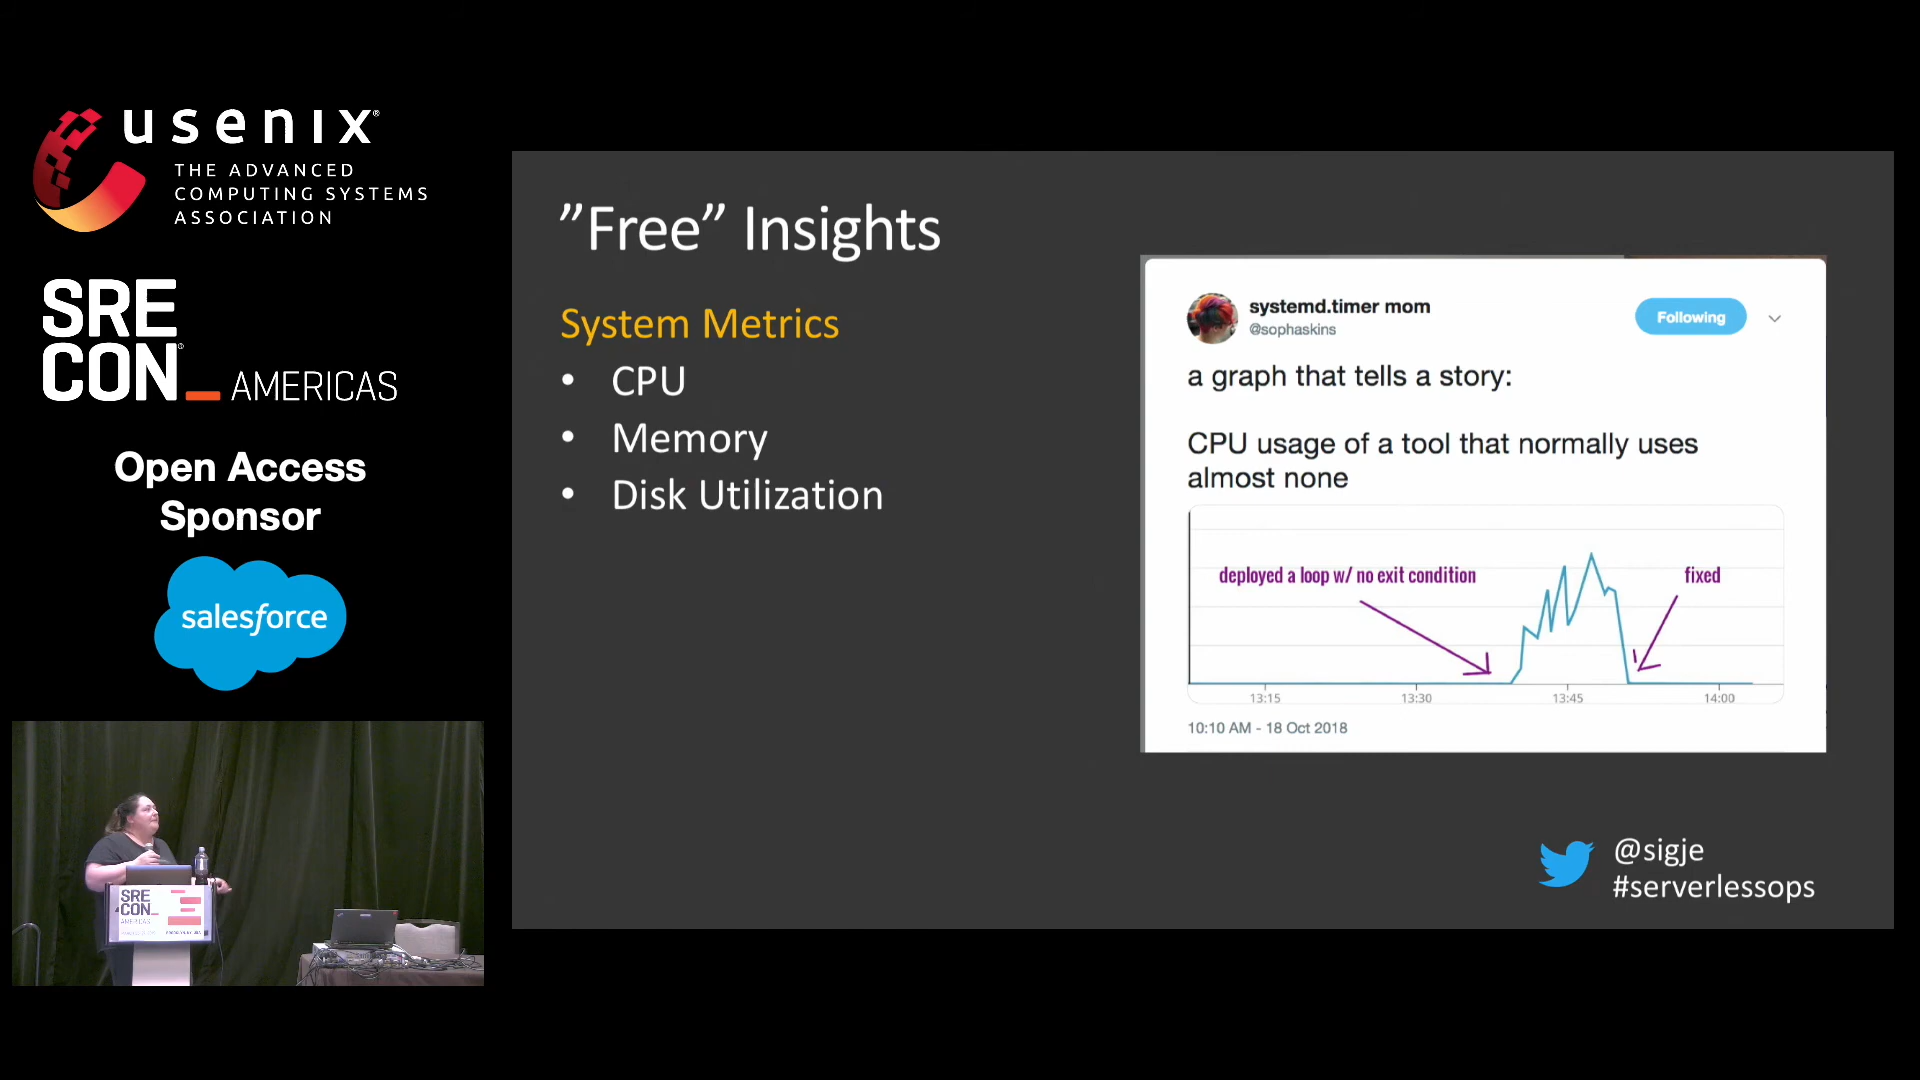 usenix®
THE ADVANCED
COMPUTING SYSTEMS
ASSOCIATION
SRE
CON®_AMERICAS
Open Access
Sponsor
salesforce
SRE
CON_
AMERICAS
”Free” Insights
System Metrics
• CPU
• Memory
• Disk Utilization
systemd.timer mom
@sophaskins
Following
a graph that tells a story:
CPU usage of a tool that normally uses
almost none
deployed a loop w/ no exit condition
fixed
13:15 13:30 13:45 14:00
10:10 AM - 18 Oct 2018
@sigje
#serverlessops